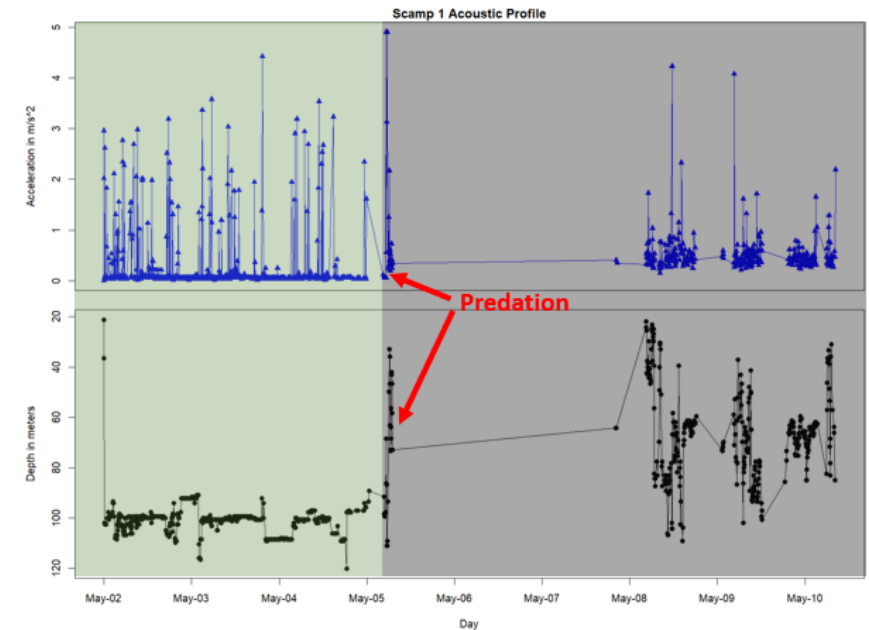 Scamp 1 Acoustic Profile
Acceleration in m/s^2
5
4
3
2
1
0
Predation
Depth in meters
20
40
60
80
100
120
May-02 May-03 May-04 May-05 May-06 May-07 May-08 May-09 May-10
Day